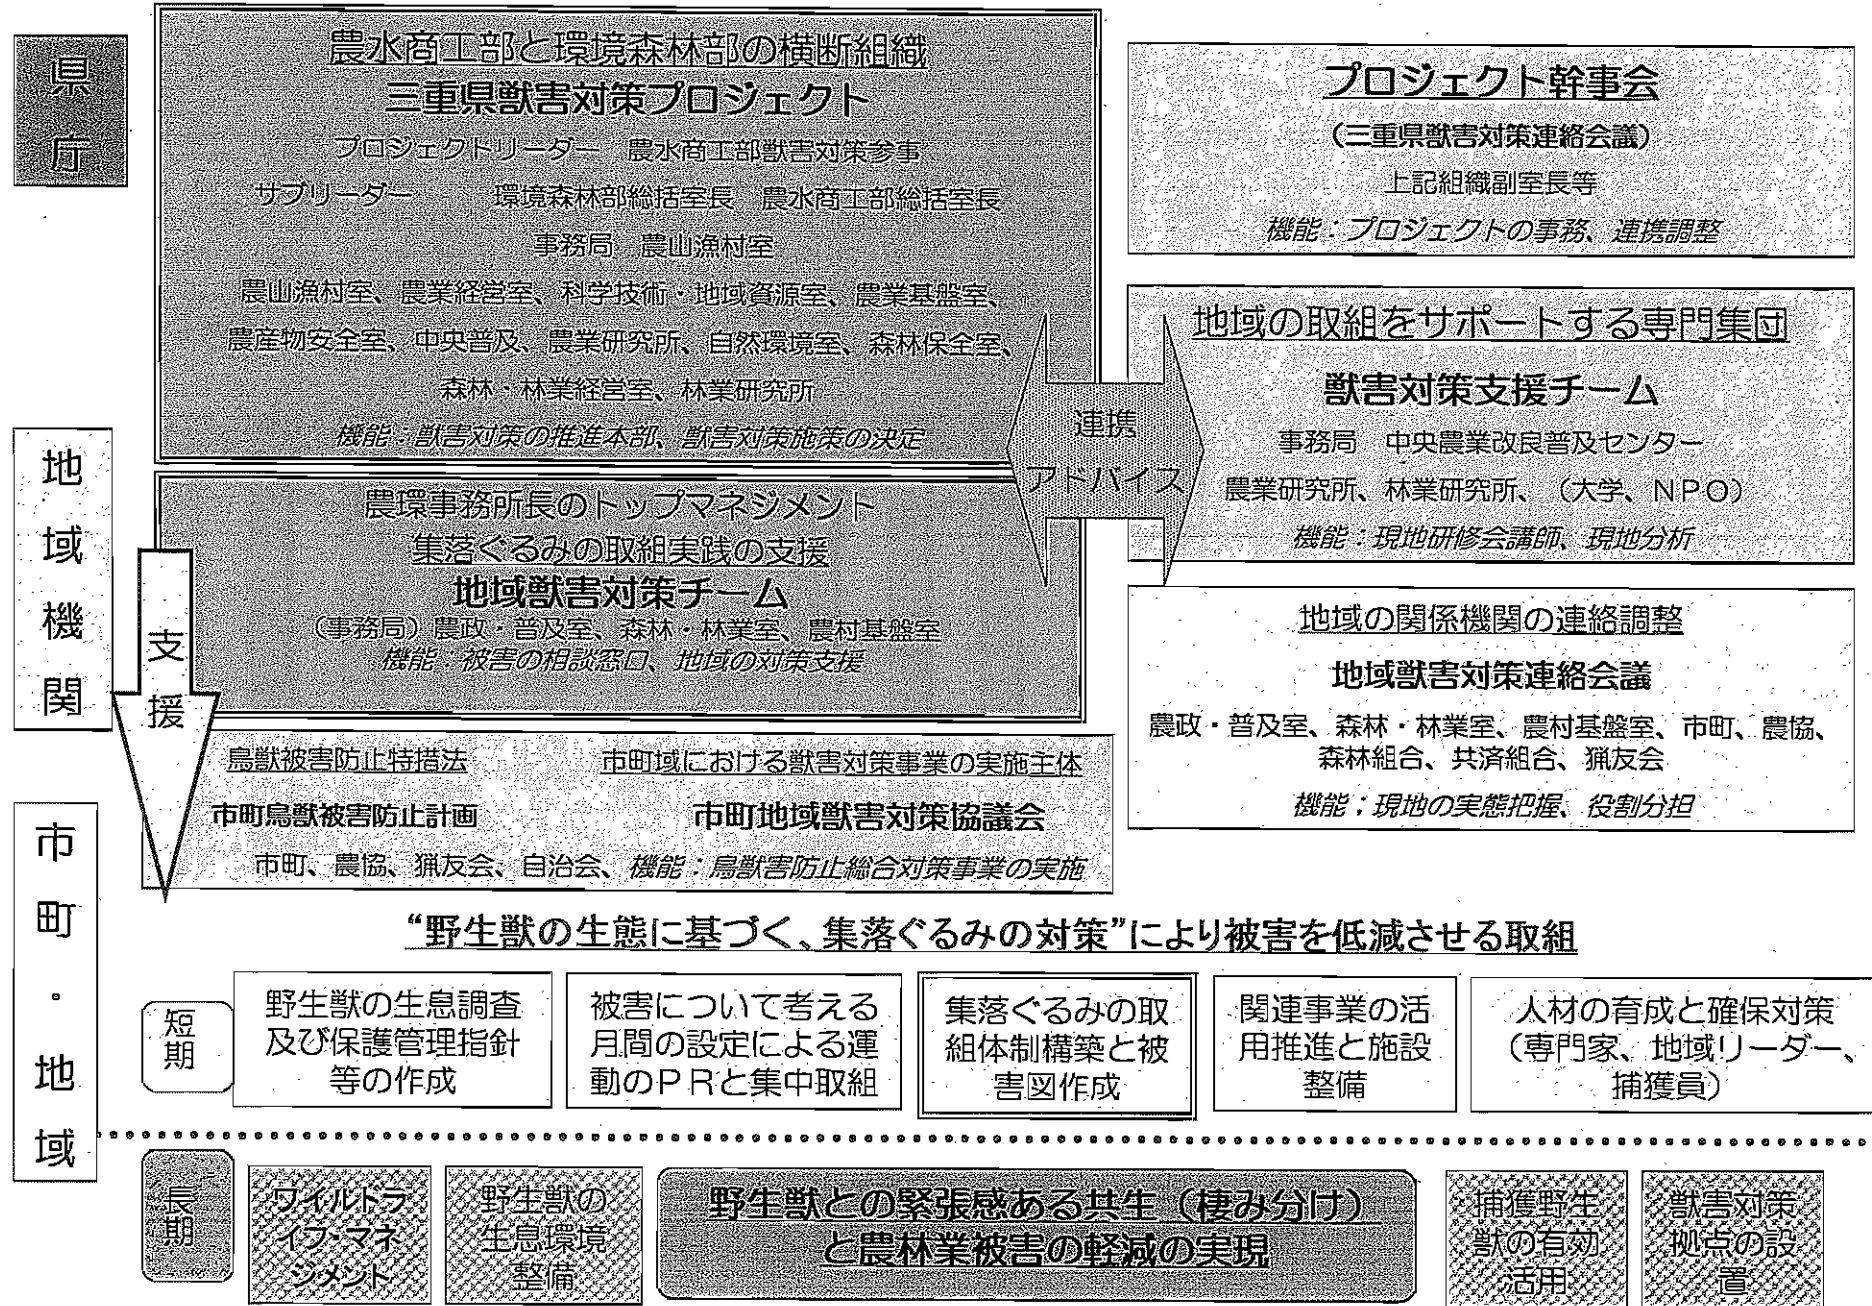 県庁
農水商工部と環境森林部の横断組織
三重県獣害対策プロジェクト
プロジェクトリーダー 農水商工部獣害対策参事
サブリーダー 環境森林部総括室長 農水商工部総括室長
事務局 農山漁村室
農山漁村室、農業経営室、科学技術・地域資源室、農業基盤室、
農産物安全室、中央普及、農業研究所、自然環境室、森林保全室、
森林・林業経営室、林業研究所
機能：獣害対策の推進本部、獣害対策施策の決定
プロジェクト幹事会
（三重県獣害対策連絡会議）
上記組織副室長等
機能：プロジェクトの事務、連携調整
連携
アドバイス
地域の取組をサポートする専門集団
獣害対策支援チーム
事務局 中央農業改良普及センター
農業研究所、林業研究所、（大学、ＮＰＯ）
機能：現地研修会講師、現地分析
地域機関
農環事務所長のトップマネジメント
集落ぐるみの取組実践の支援
地域獣害対策チーム
（事務局）農政・普及室、森林・林業室、農村基盤室
機能：被害の相談窓口、地域の対策支援
地域の関係機関の連絡調整
地域獣害対策連絡会議
農政・普及室、森林・林業室、農村基盤室、市町、農協、
森林組合、共済組合、猟友会
機能；現地の実態把握、役割分担
支援
市町・地域
鳥獣被害防止特措法 市町域における獣害対策事業の実施主体
市町鳥獣被害防止計画 市町地域獣害対策協議会
市町、農協、猟友会、自治会、機能：鳥獣害防止総合対策事業の実施
“野生獣の生態に基づく、集落ぐるみの対策”により被害を低減させる取組
短期
野生獣の生息調査
及び保護管理指針
等の作成
被害について考える
月間の設定による運
動のＰＲと集中取組
集落ぐるみの取
組体制構築と被
害図作成
関連事業の活
用推進と施設
整備
人材の育成と確保対策
（専門家、地域リーダー、
捕獲員）
長期
ワイルドラ
イフ・マネ
ジメント
野生獣の
生息環境
整備
野生獣との緊張感ある共生（棲み分け）
と農林業被害の軽減の実現
捕獲野生
獣の有効
活用
獣害対策
拠点の設
置